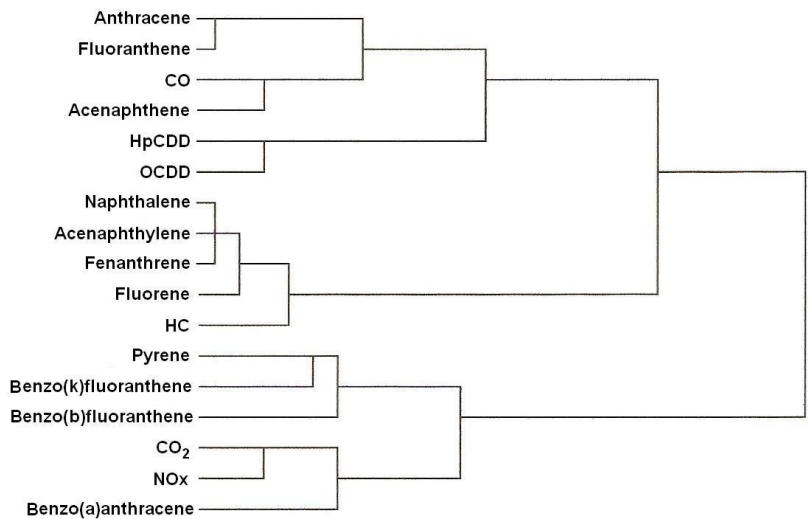 Anthracene
Fluoranthene
CO
Acenaphthene
HpCDD
OCDD
Naphthalene
Acenaphthylene
Fenanthrene
Fluorene
HC
Pyrene
Benzo(k)fluoranthene
Benzo(b)fluoranthene
CO₂
NOx
Benzo(a)anthracene